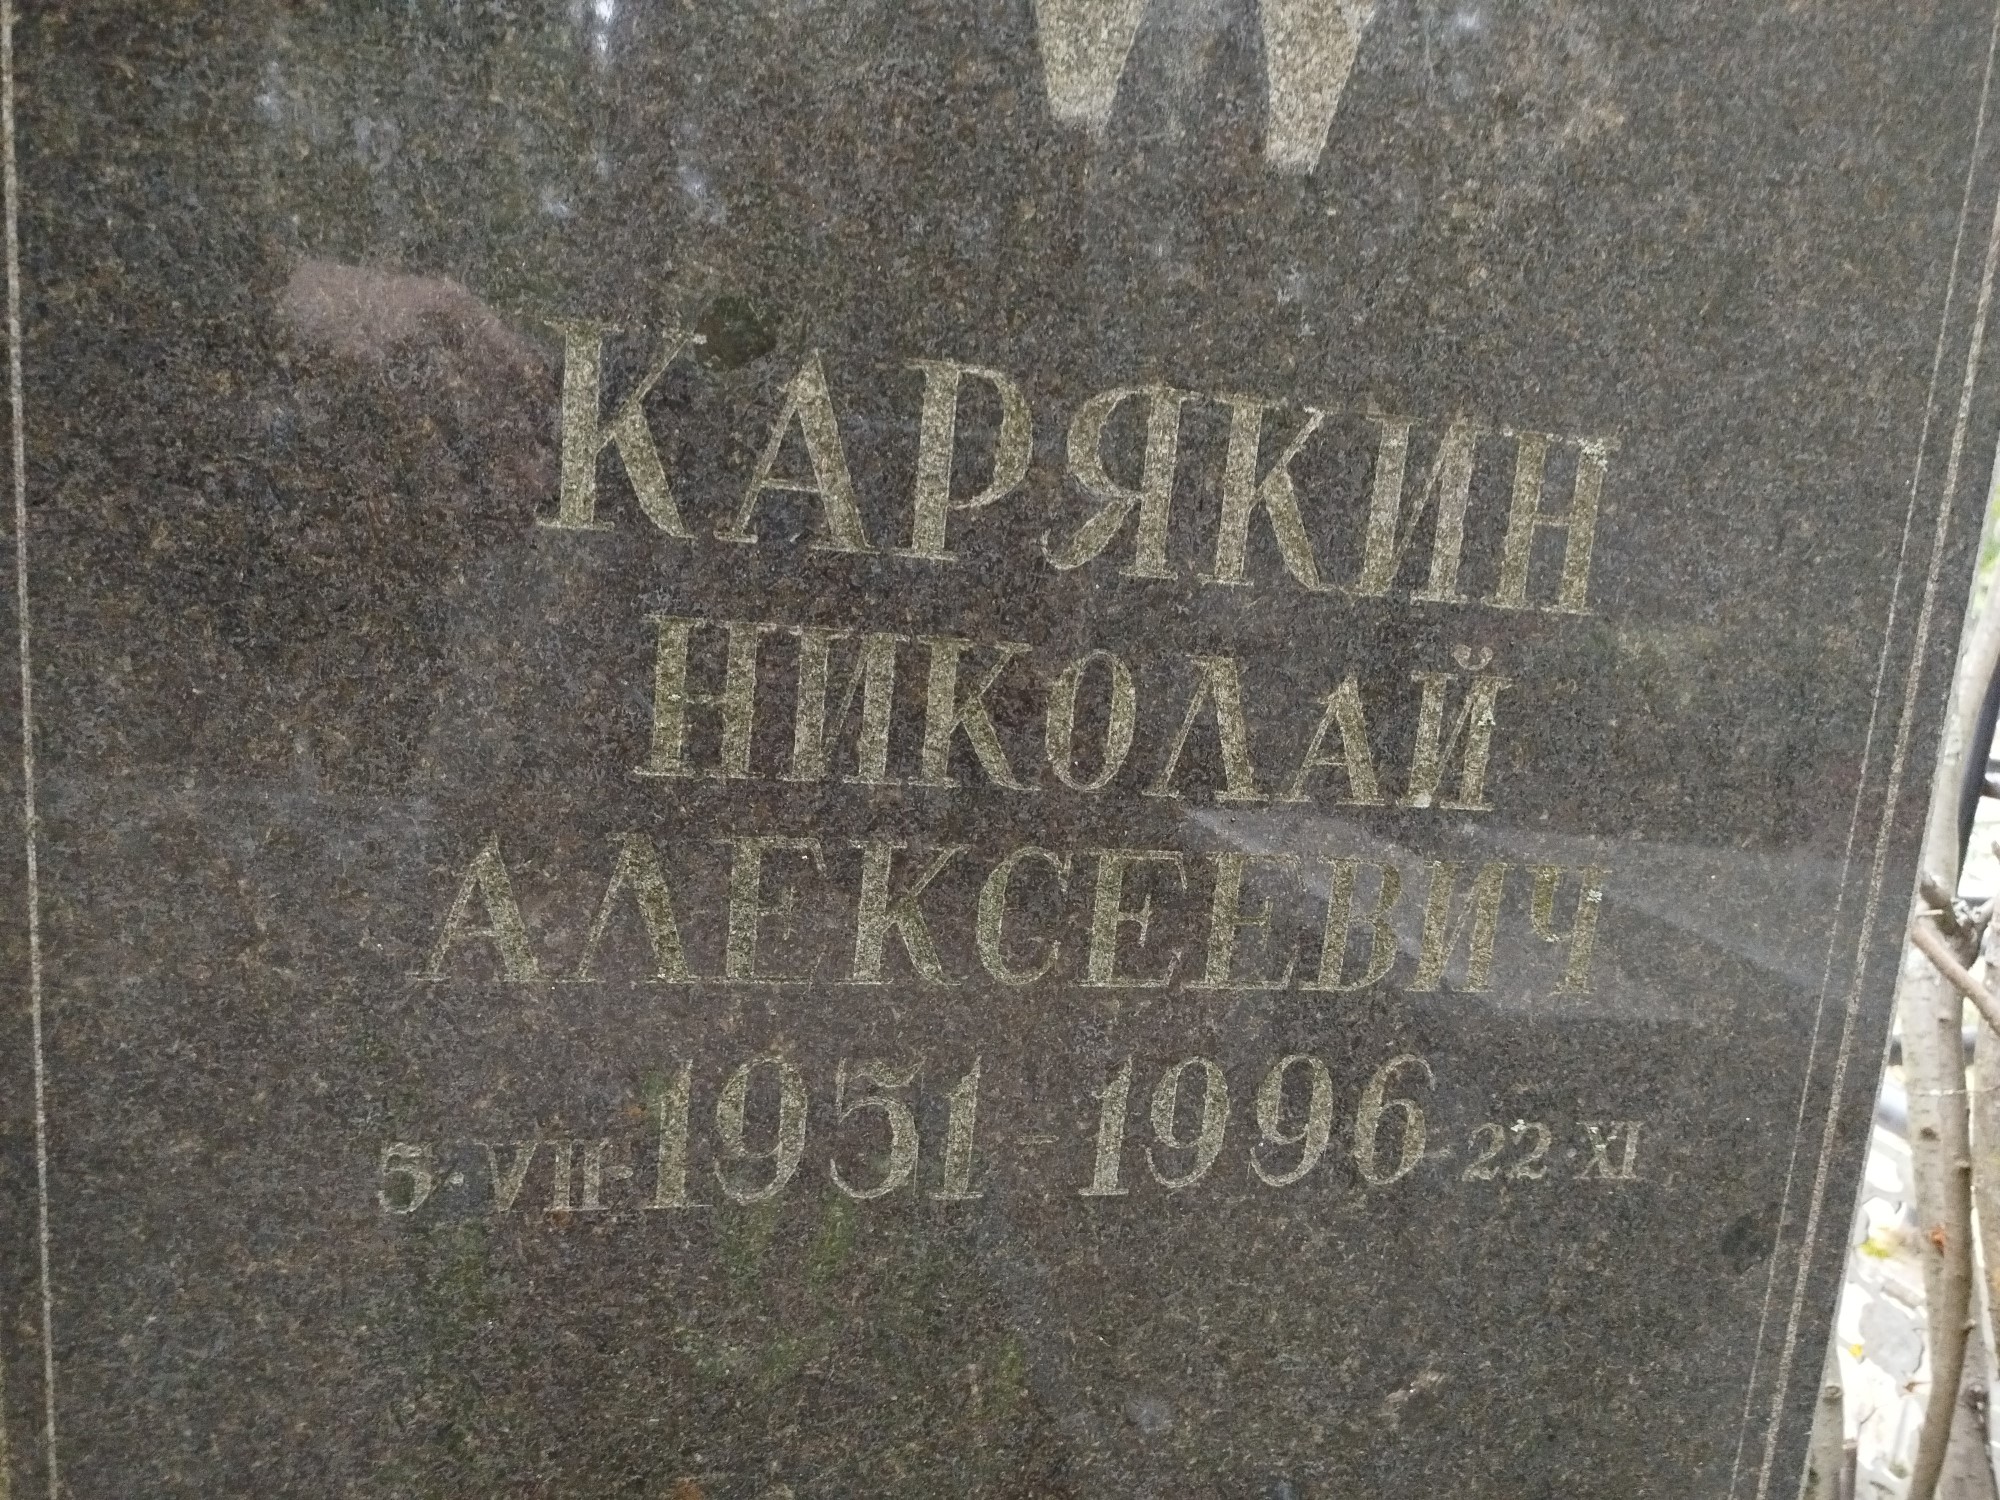 КАРЯКИН
НИКОЛАЙ
АЛЕКСЕЕВИЧ
5·VII-1951-1996-22·XI